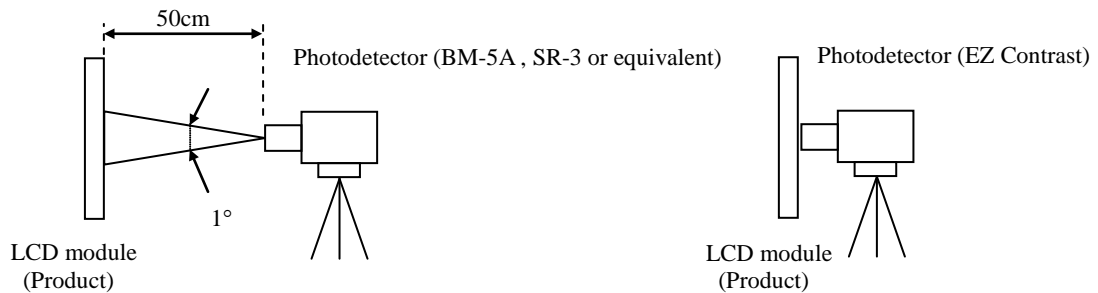 50cm
Photodetector (BM-5A , SR-3 or equivalent)
1°
LCD module
(Product)
Photodetector (EZ Contrast)
LCD module
(Product)